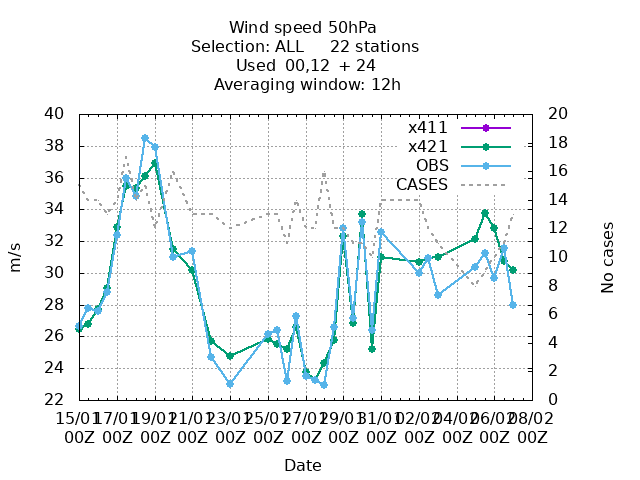 Wind speed 50hPa
Selection: ALL 22 stations
Used 00,12 + 24
Averaging window: 12h
40 20
38 18
36 16
34 14
32 12
30 10
28 8
26 6
24 4
22 2
0
x411
x421
OBS
CASES
m/s
No cases
15/01 17/01 19/01 21/01 23/01 25/01 27/01 29/01 31/01 02/02 04/02 06/02 08/02
00Z 00Z 00Z 00Z 00Z 00Z 00Z 00Z 00Z 00Z 00Z 00Z 00Z
Date